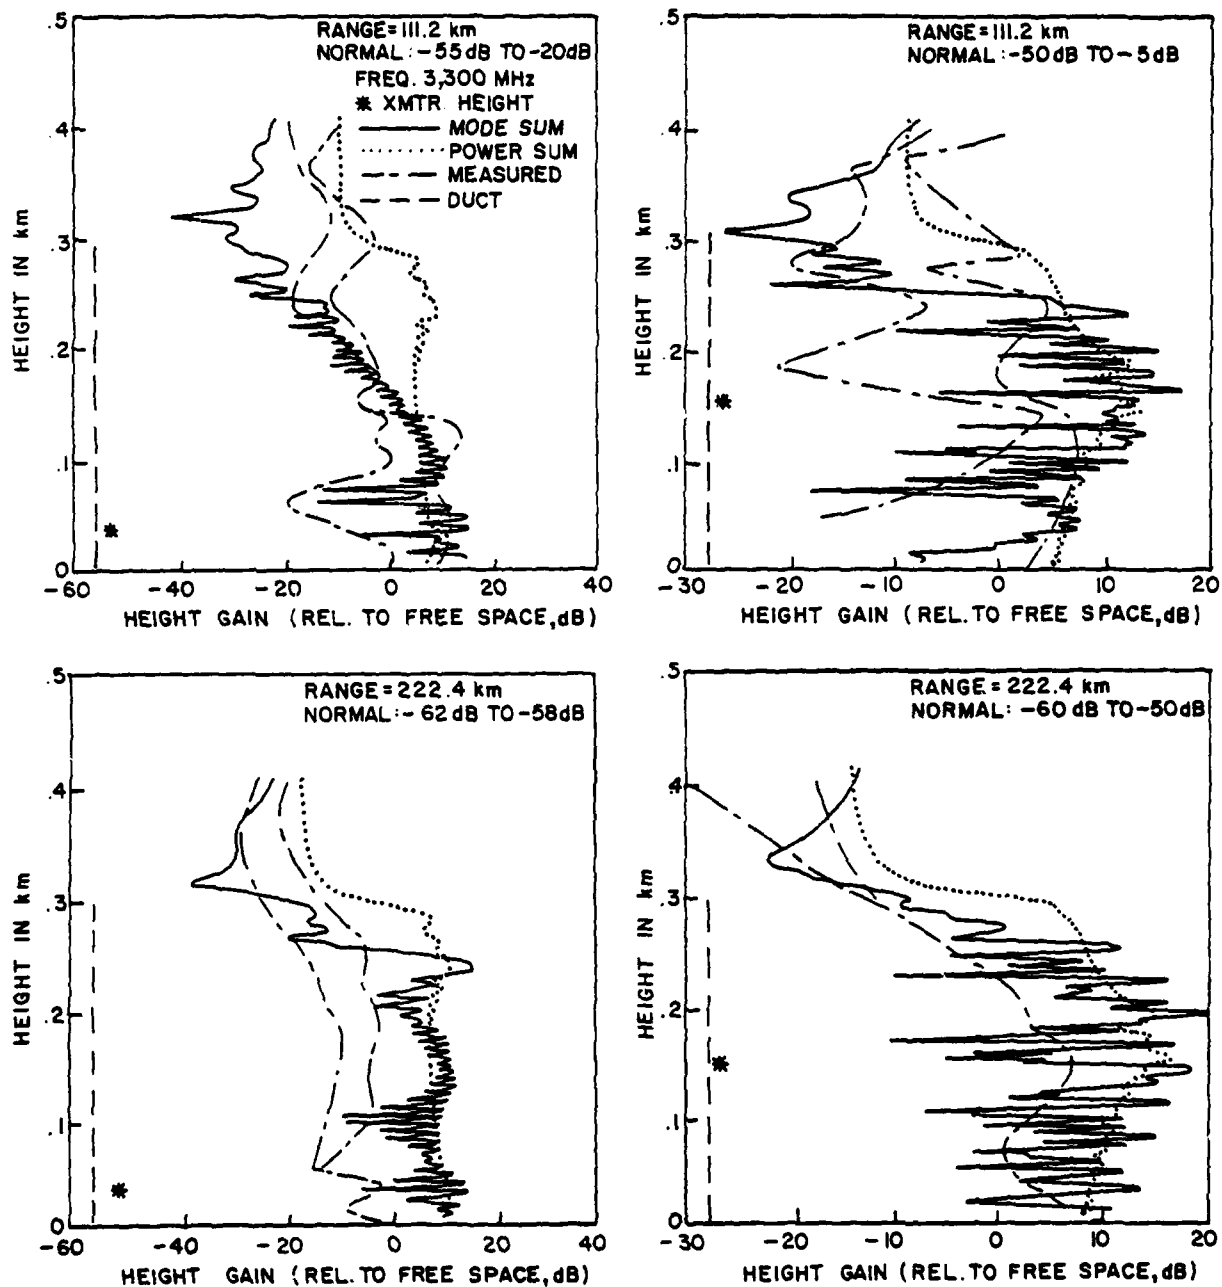 .5
RANGE=111.2 km
NORMAL: -55dB TO -20dB
FREQ. 3,300 MHz
* XMTR. HEIGHT
MODE SUM
POWER SUM
MEASURED
DUCT
.4
.3
.2
.1
0
HEIGHT IN km
-60 -40 -20 0 20 40
HEIGHT GAIN (REL. TO FREE SPACE,dB)
.5
RANGE=111.2 km
NORMAL: -50dB TO -5dB
.4
.3
.2
.1
0
HEIGHT IN km
-30 -20 -10 0 10 20
HEIGHT GAIN (REL. TO FREE SPACE,dB)
.5
RANGE=222.4 km
NORMAL: -62dB TO -58dB
.4
.3
.2
.1
0
HEIGHT IN km
-60 -40 -20 0 20 40
HEIGHT GAIN (REL. TO FREE SPACE,dB)
.5
RANGE=222.4 km
NORMAL: -60dB TO -50dB
.4
.3
.2
.1
0
HEIGHT IN km
-30 -20 -10 0 10 20
HEIGHT GAIN (REL. TO FREE SPACE,dB)